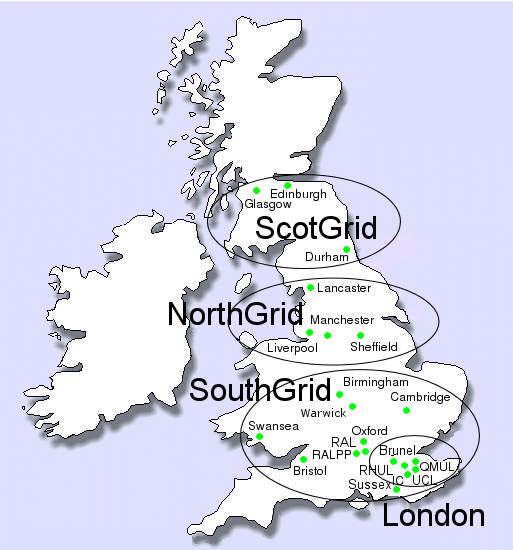 Edinburgh
Glasgow
ScotGrid
Durham
Lancaster
NorthGrid
Manchester
Liverpool
Sheffield
SouthGrid
Birmingham
Warwick
Cambridge
Swansea
Oxford
RAL
RALPP
Brunel
Bristol
RHUL
QMUL
IC
UCL
Sussex
London